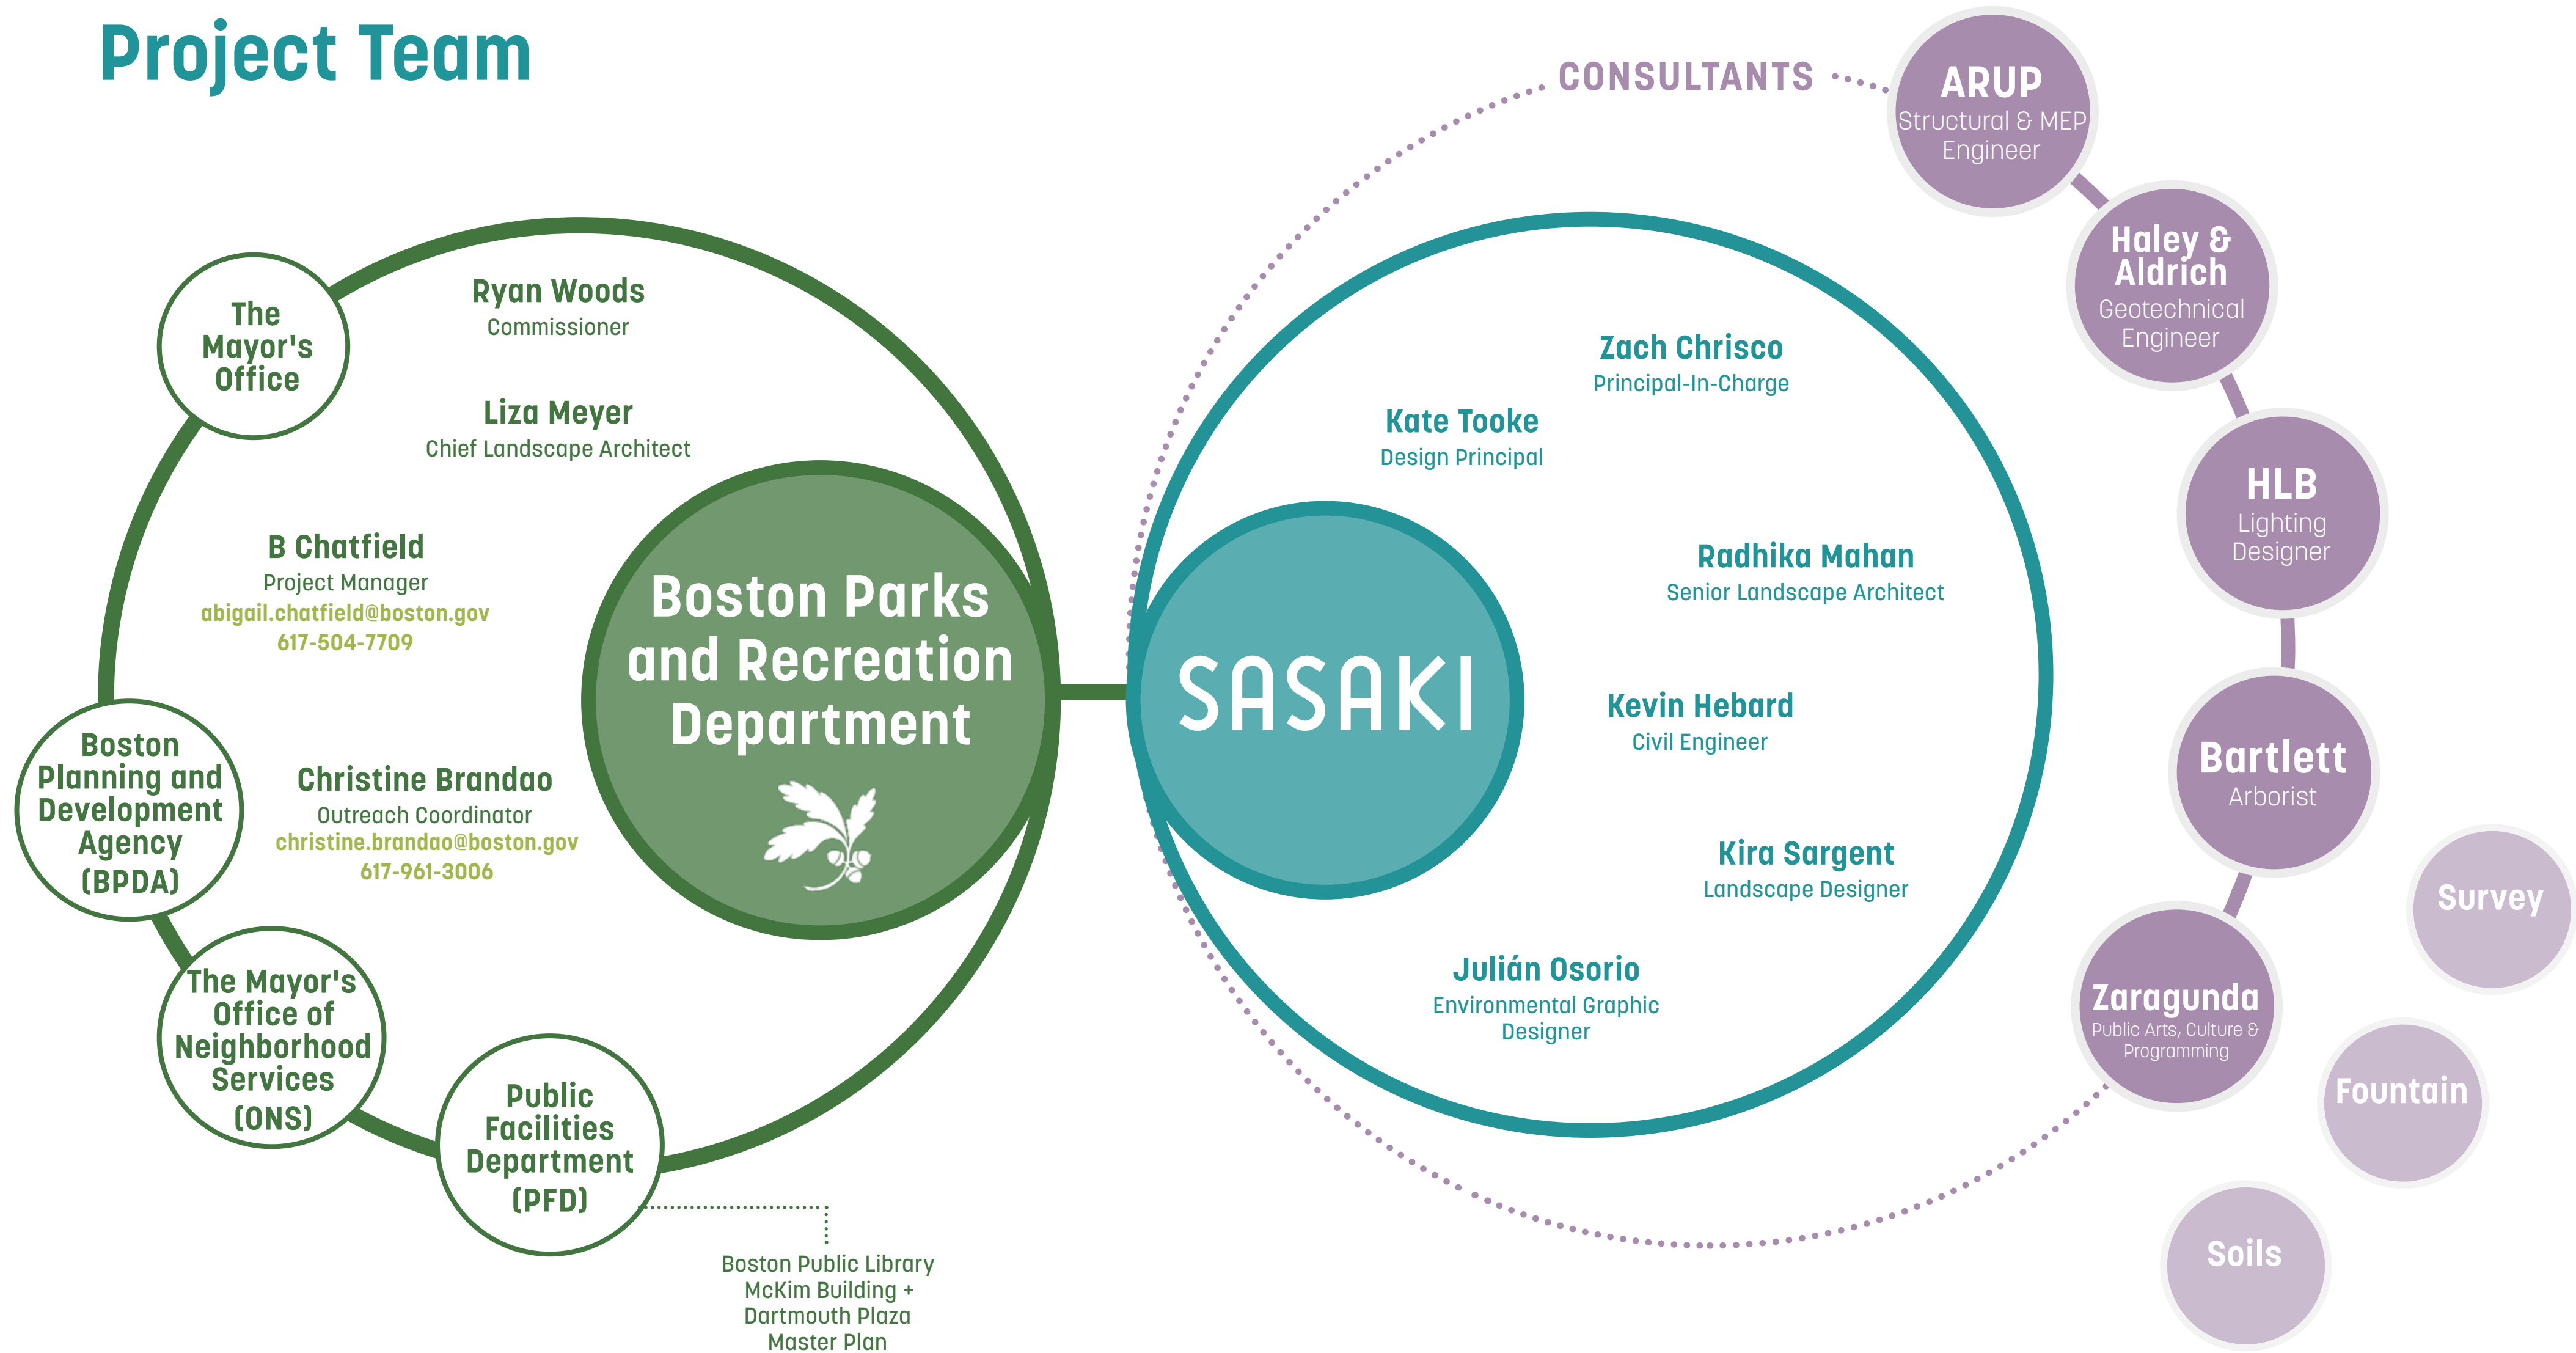 Project Team
The
Mayor's
Office
Ryan Woods
Commissioner
Liza Meyer
Chief Landscape Architect
B Chatfield
Project Manager
abigail.chatfield@boston.gov
617-504-7709
Boston
Planning and
Development
Agency
(BPDA)
Christine Brandao
Outreach Coordinator
christine.brandao@boston.gov
617-961-3006
The Mayor's
Office of
Neighborhood
Services
(ONS)
Public
Facilities
Department
(PFD)
Boston Public Library
McKim Building +
Dartmouth Plaza
Master Plan
Boston Parks
and Recreation
Department
SASAKI
Zach Chrisco
Principal-In-Charge
Kate Tooke
Design Principal
Radhika Mahan
Senior Landscape Architect
Kevin Hebard
Civil Engineer
Kira Sargent
Landscape Designer
Julián Osorio
Environmental Graphic
Designer
CONSULTANTS
ARUP
Structural & MEP
Engineer
Haley &
Aldrich
Geotechnical
Engineer
HLB
Lighting
Designer
Bartlett
Arborist
Zaragunda
Public Arts, Culture &
Programming
Survey
Fountain
Soils